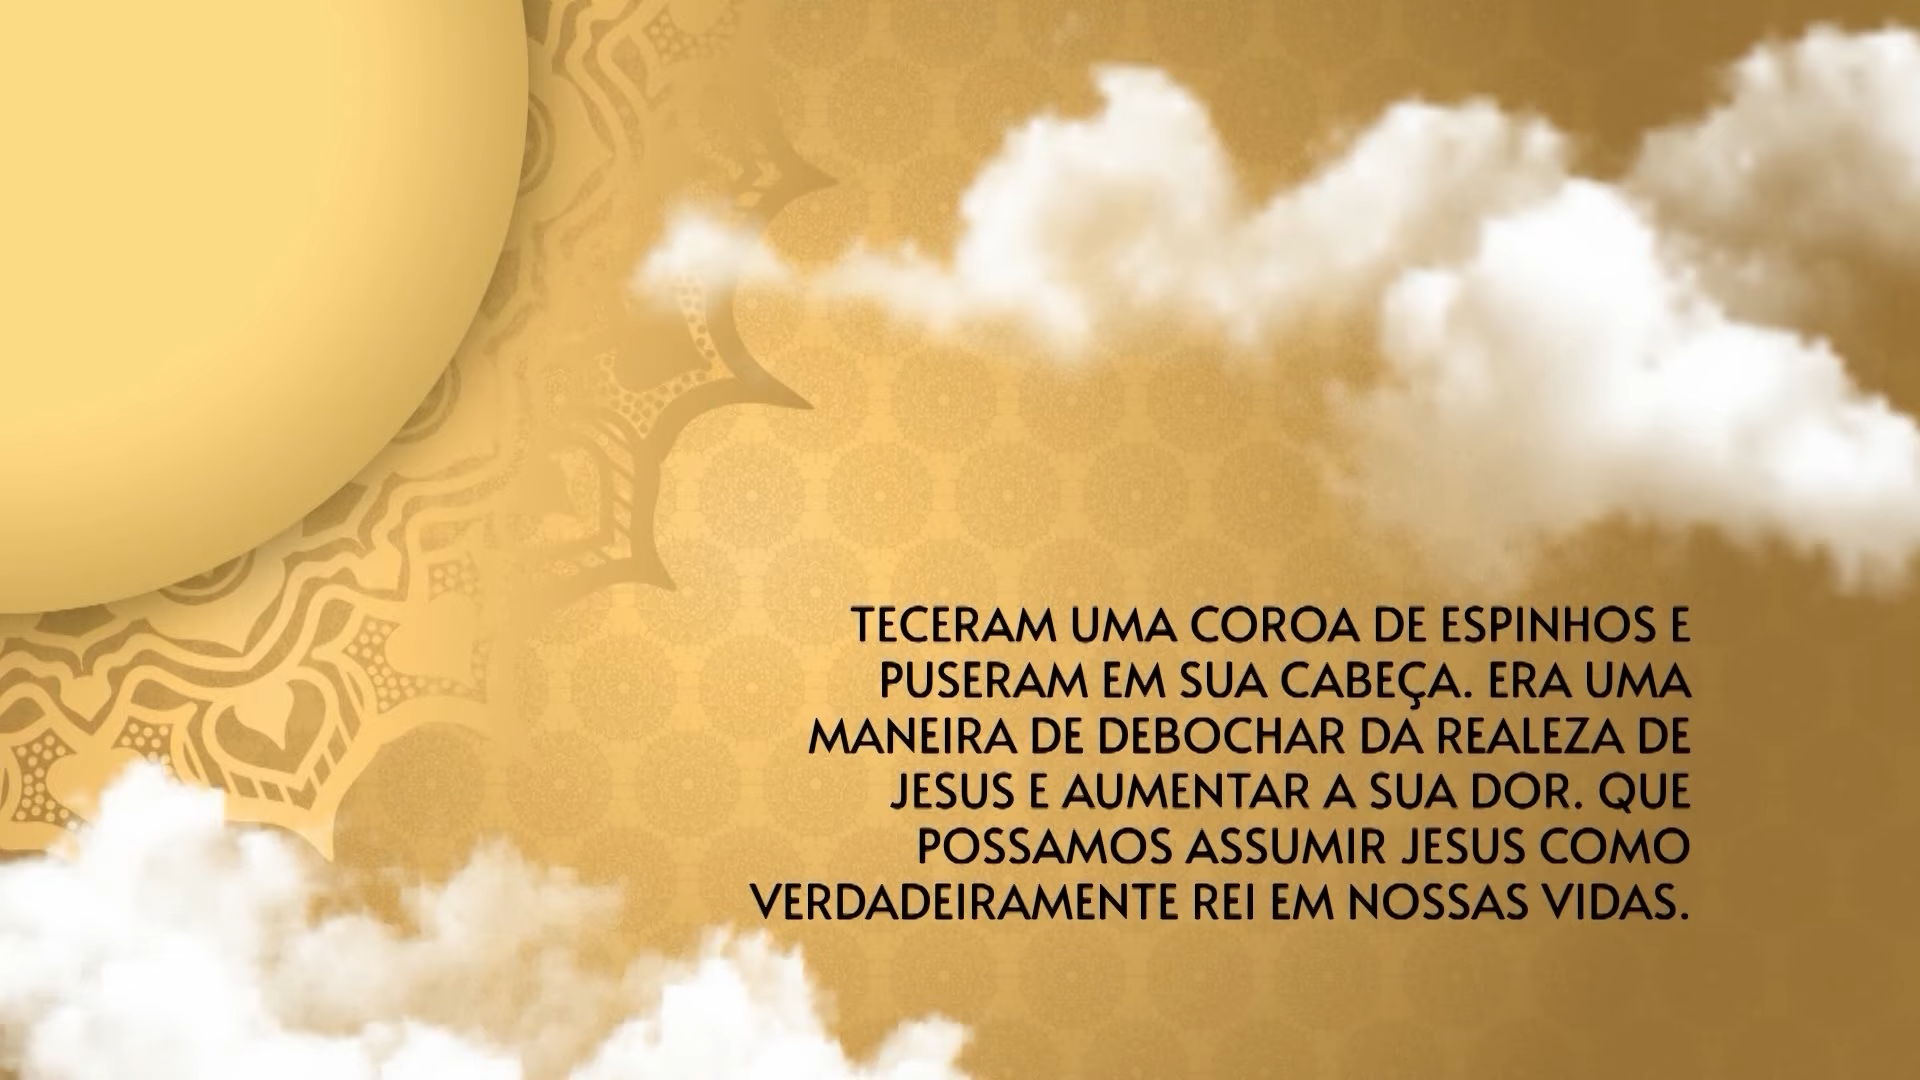 TECERAM UMA COROA DE ESPINHOS E
PUSERAM EM SUA CABEÇA. ERA UMA
MANEIRA DE DEBOCHAR DA REALEZA DE
JESUS E AUMENTAR A SUA DOR. QUE
POSSAMOS ASSUMIR JESUS COMO
VERDADEIRAMENTE REI EM NOSSAS VIDAS.